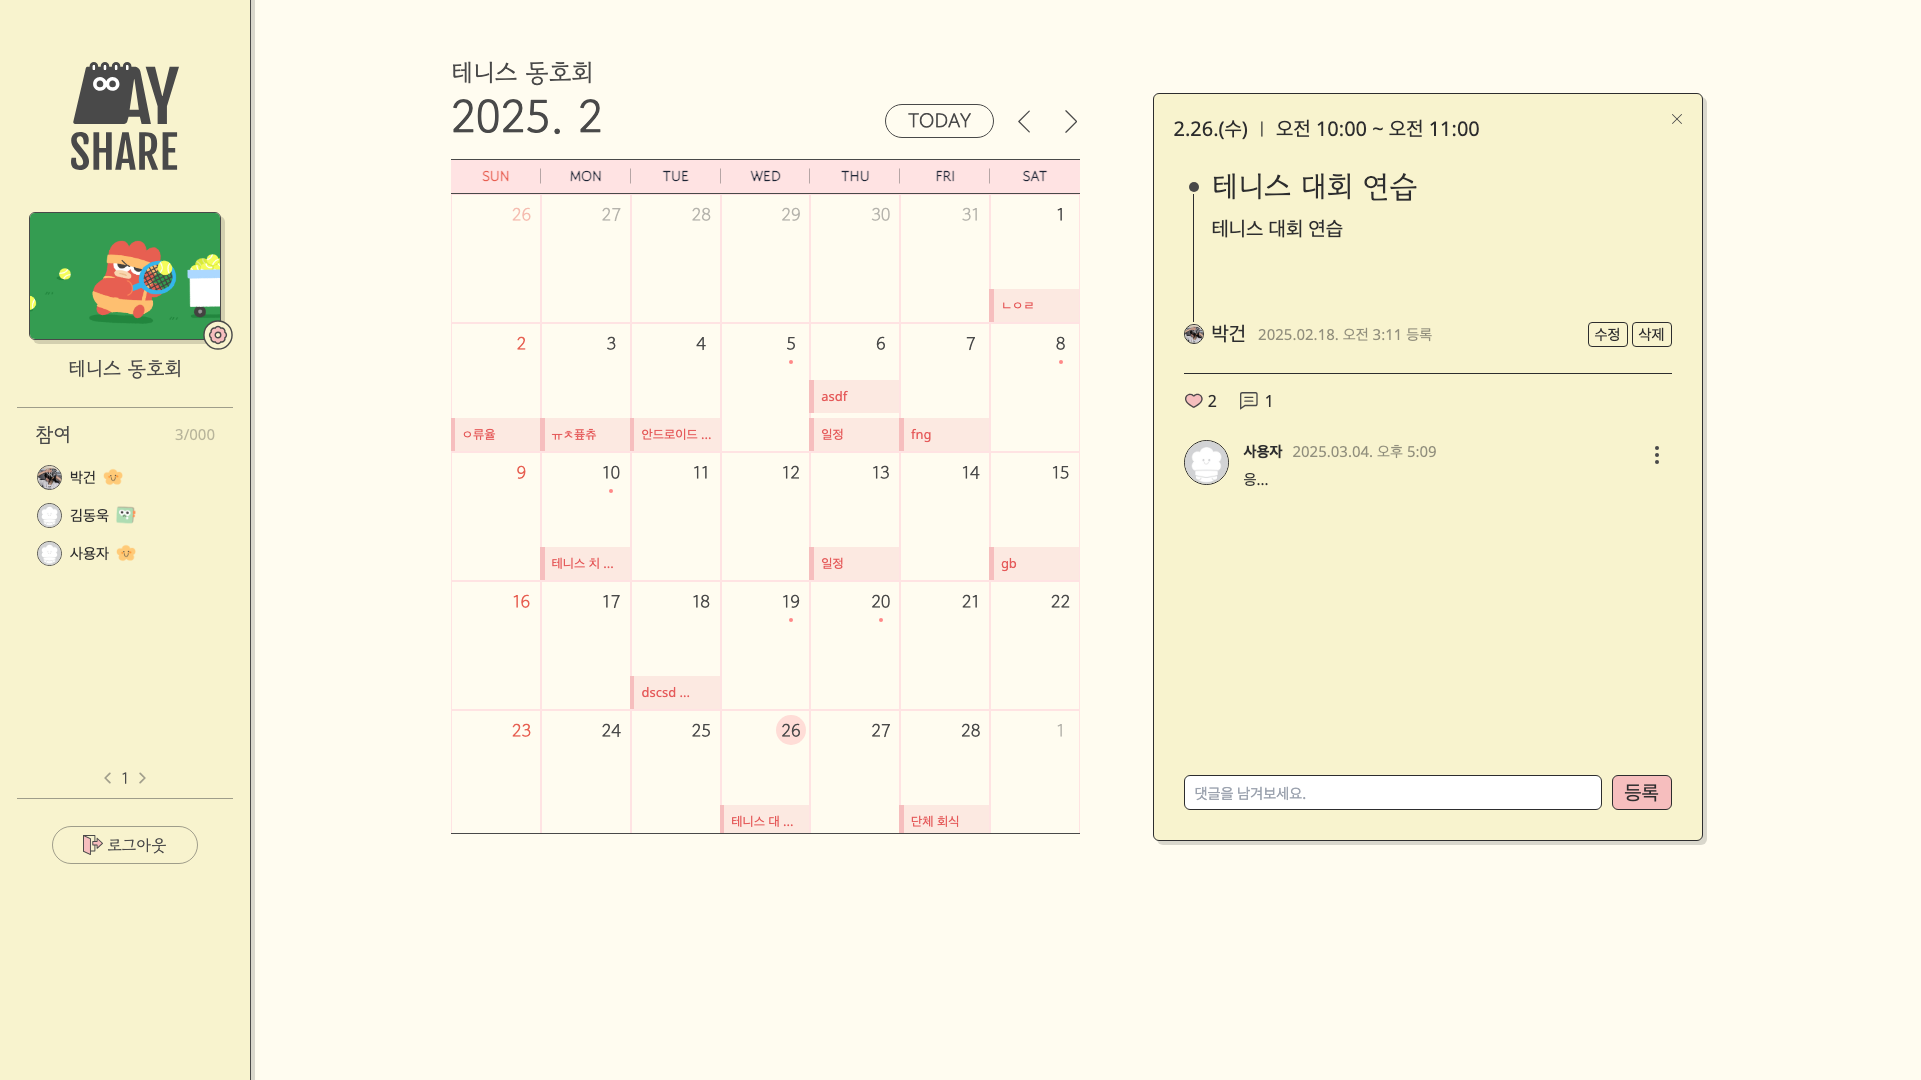 DAY
SHARE
테니스 동호회
참여
3/000
박건
김동욱
사용자
1
로그아웃
테니스 동호회
2025. 2
TODAY
SUN MON TUE WED THU FRI SAT
26 27 28 29 30 31 1
ㄴㅇㄹ
2 3 4 5 6 7 8
asdf
ㅇ류율 ㅠㅊ퓵츄 안드로이드 ... 일정 fng
9 10 11 12 13 14 15
테니스 치 ... 일정 gb
16 17 18 19 20 21 22
dscsd ...
23 24 25 26 27 28 1
테니스 대 ... 단체 회식
2.26.(수) | 오전 10:00 ~ 오전 11:00
테니스 대회 연습
테니스 대회 연습
박건 2025.02.18. 오전 3:11 등록 수정 삭제
2 1
사용자 2025.03.04. 오후 5:09
응...
댓글을 남겨보세요. 등록